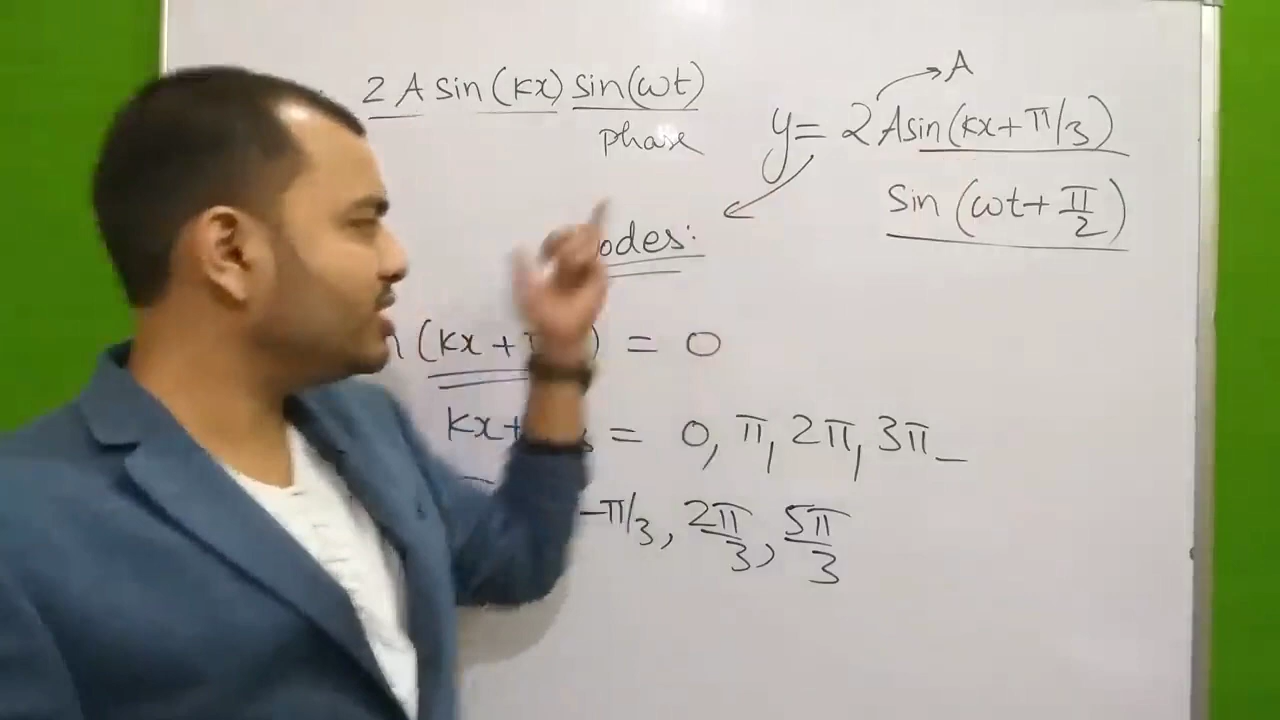 2 A sin (kx) sin(ωt)
phase
A
y = 2 A sin (kx + π/3)
sin (ωt + π/2)
odes:
(kx + ) = 0
kx+ = 0, π, 2π, 3π _
-π/3, 2π/3, 5π/3